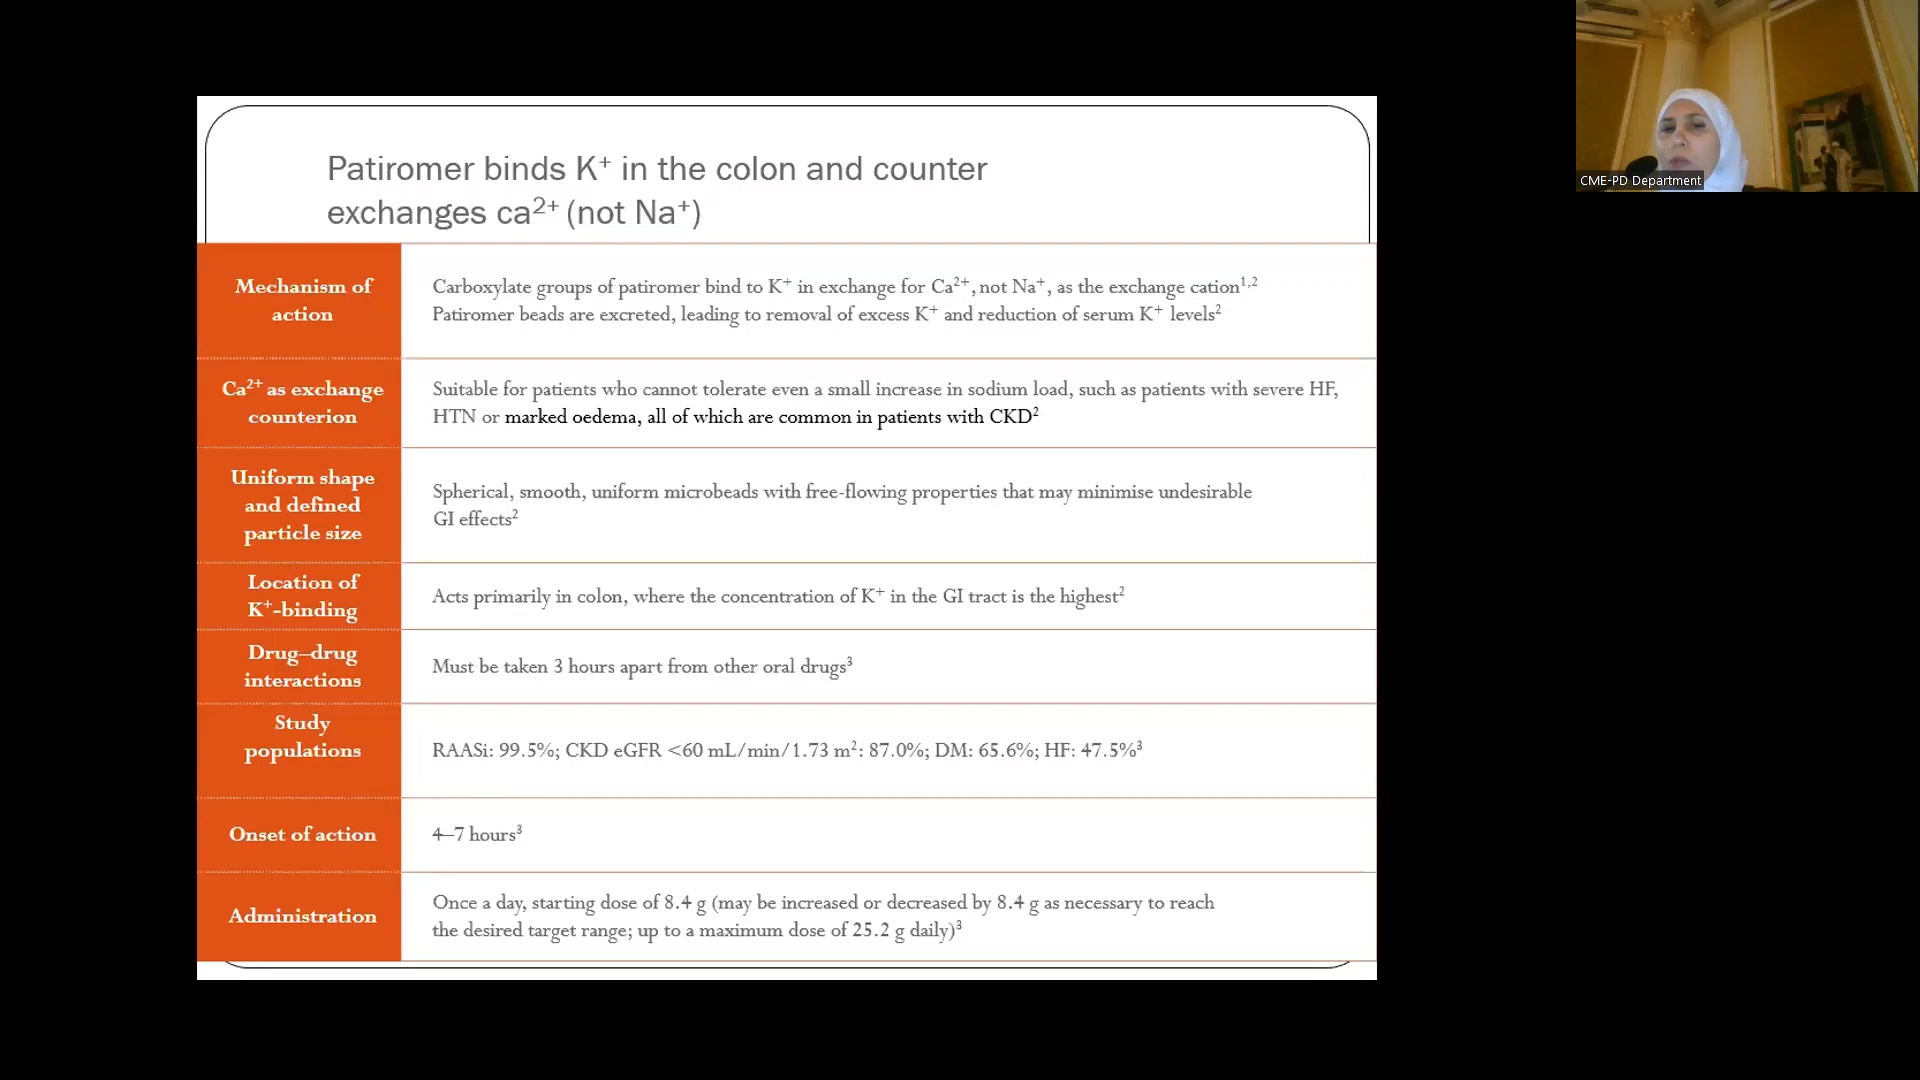 CME-PD Department
Patiromer binds K⁺ in the colon and counter
exchanges ca²⁺ (not Na⁺)
Mechanism of
action
Carboxylate groups of patiromer bind to K⁺ in exchange for Ca²⁺, not Na⁺, as the exchange cation¹,²
Patiromer beads are excreted, leading to removal of excess K⁺ and reduction of serum K⁺ levels²
Ca²⁺ as exchange
counterion
Suitable for patients who cannot tolerate even a small increase in sodium load, such as patients with severe HF,
HTN or marked oedema, all of which are common in patients with CKD²
Uniform shape
and defined
particle size
Spherical, smooth, uniform microbeads with free-flowing properties that may minimise undesirable
GI effects²
Location of
K⁺-binding
Acts primarily in colon, where the concentration of K⁺ in the GI tract is the highest²
Drug–drug
interactions
Must be taken 3 hours apart from other oral drugs³
Study
populations
RAASi: 99.5%; CKD eGFR <60 mL/min/1.73 m²: 87.0%; DM: 65.6%; HF: 47.5%³
Onset of action
4–7 hours³
Administration
Once a day, starting dose of 8.4 g (may be increased or decreased by 8.4 g as necessary to reach
the desired target range; up to a maximum dose of 25.2 g daily)³